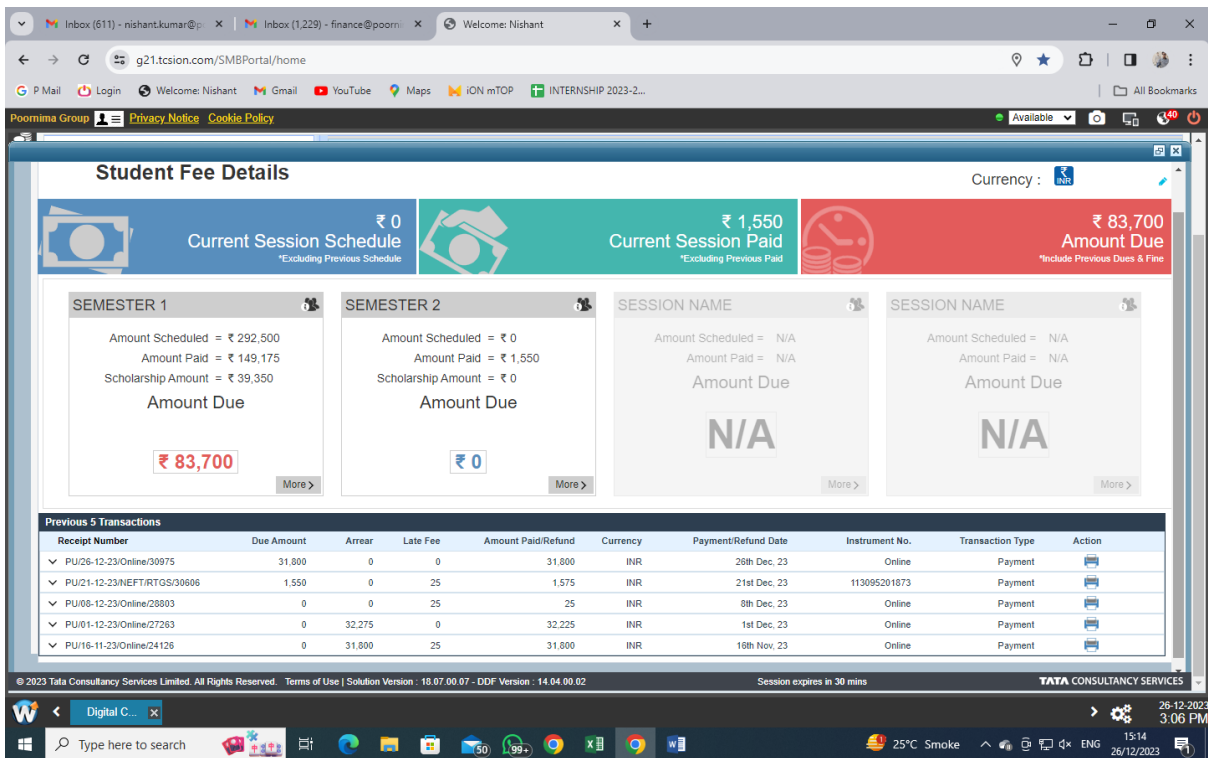 Inbox (611) - nishant.kumar@p
Inbox (1,229) - finance@poorni
Welcome: Nishant
g21.tcsion.com/SMBPortal/home
P Mail Login Welcome: Nishant Gmail YouTube Maps iON mTOP INTERNSHIP 2023-2... All Bookmarks
Poornima Group Privacy Notice Cookie Policy Available 40
Student Fee Details Currency : ₹ INR
₹ 0
Current Session Schedule
*Excluding Previous Schedule
₹ 1,550
Current Session Paid
*Excluding Previous Paid
₹ 83,700
Amount Due
*Include Previous Dues & Fine
SEMESTER 1
Amount Scheduled = ₹ 292,500
Amount Paid = ₹ 149,175
Scholarship Amount = ₹ 39,350
Amount Due
₹ 83,700
More
SEMESTER 2
Amount Scheduled = ₹ 0
Amount Paid = ₹ 1,550
Scholarship Amount = ₹ 0
Amount Due
₹ 0
More
SESSION NAME
Amount Scheduled = N/A
Amount Paid = N/A
Amount Due
N/A
More
SESSION NAME
Amount Scheduled = N/A
Amount Paid = N/A
Amount Due
N/A
More
Previous 5 Transactions
Receipt Number Due Amount Arrear Late Fee Amount Paid/Refund Currency Payment/Refund Date Instrument No. Transaction Type Action
PU/26-12-23/Online/30975 31,800 0 0 31,800 INR 26th Dec, 23 Online Payment
PU/21-12-23/NEFT/RTGS/30606 1,550 0 25 1,575 INR 21st Dec, 23 113095201873 Payment
PU/08-12-23/Online/28803 0 0 25 25 INR 8th Dec, 23 Online Payment
PU/01-12-23/Online/27263 0 32,275 0 32,225 INR 1st Dec, 23 Online Payment
PU/16-11-23/Online/24126 0 31,800 25 31,800 INR 16th Nov, 23 Online Payment
© 2023 Tata Consultancy Services Limited. All Rights Reserved. Terms of Use | Solution Version : 18.07.00.07 - DDF Version : 14.04.00.02 Session expires in 30 mins TATA CONSULTANCY SERVICES
Digital C...
26-12-2023
3:06 PM
Type here to search 50 99+ 25°C Smoke ENG
15:14
26/12/2023